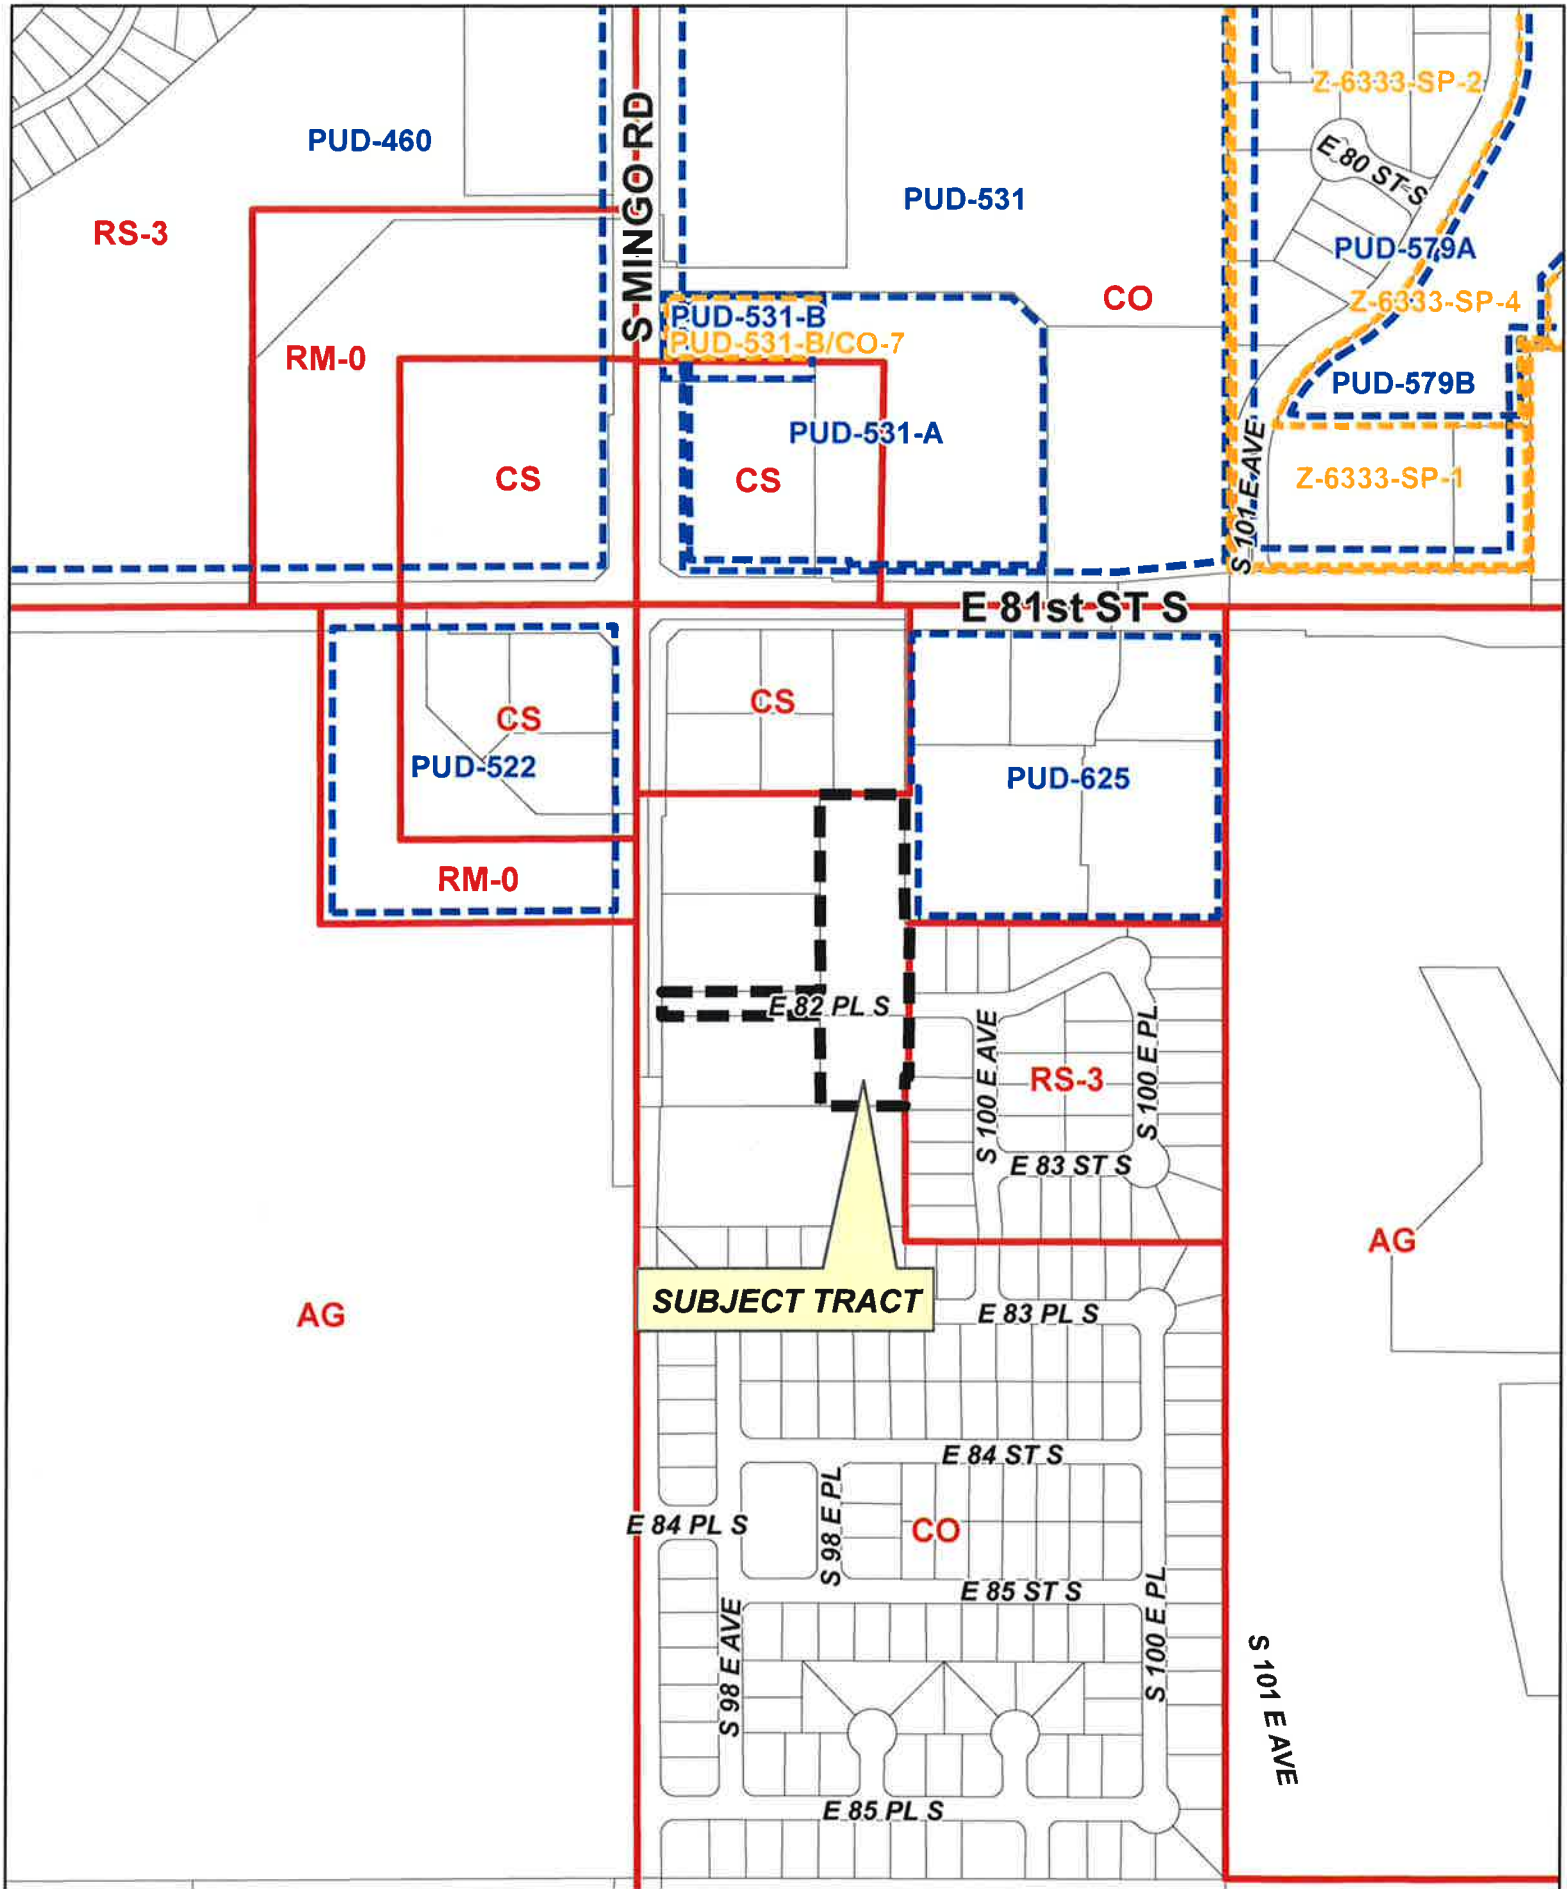 Z-6333-SP-2
PUD-460
S MINGO RD
E 80 ST S
PUD-531
RS-3
PUD-579A
CO
Z-6333-SP-4
PUD-531-B
PUD-531-B/CO-7
RM-0
PUD-579B
PUD-531-A
CS
CS
Z-6333-SP-1
S 101 E AVE
E 81st ST S
CS
CS
PUD-522
PUD-625
RM-0
E 82 PL S
S 100 E AVE
RS-3
S 100 E PL
E 83 ST S
AG
AG
SUBJECT TRACT
E 83 PL S
E 84 ST S
E 84 PL S
S 98 E PL
CO
E 85 ST S
S 98 E AVE
S 100 E PL
S 101 E AVE
E 85 PL S